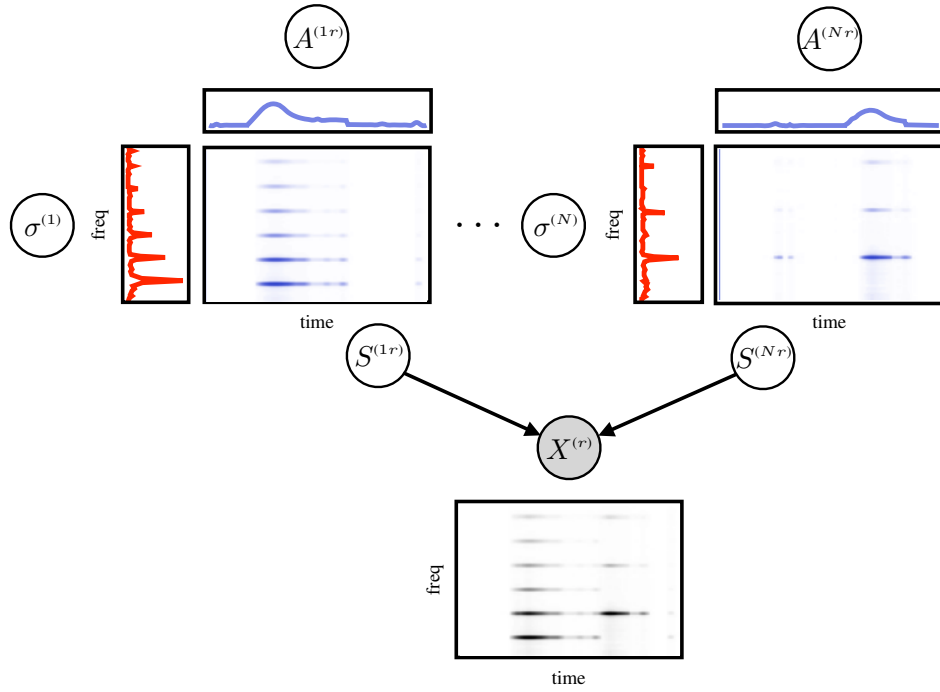 A^{(1r)}
A^{(Nr)}
σ^{(1)}
freq
· · ·
σ^{(N)}
freq
time
time
S^{(1r)}
S^{(Nr)}
X^{(r)}
freq
time